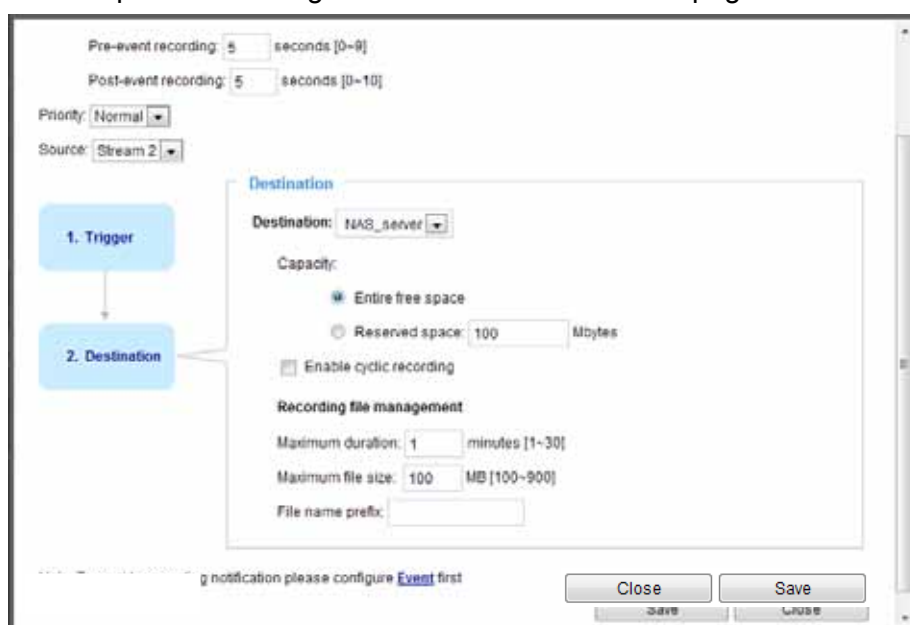 Pre-event recording: 5 seconds [0~9]
Post-event recording: 5 seconds [0~10]
Priority: Normal
Source: Stream 2
Destination
1. Trigger
Destination: NAS_server
Capacity:
Entire free space
Reserved space: 100 Mbytes
2. Destination
Enable cyclic recording
Recording file management
Maximum duration: 1 minutes [1~30]
Maximum file size: 100 MB [100~900]
File name prefix:
notification please configure Event first
Close Save
Save Close